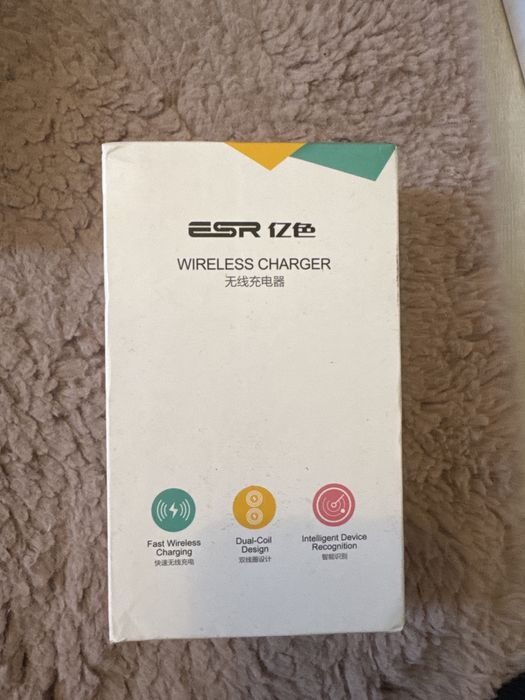 ESR 亿色
WIRELESS CHARGER
无线充电器
Fast Wireless
Charging
快速无线充电
Dual-Coil
Design
双线圈设计
Intelligent Device
Recognition
智能识别